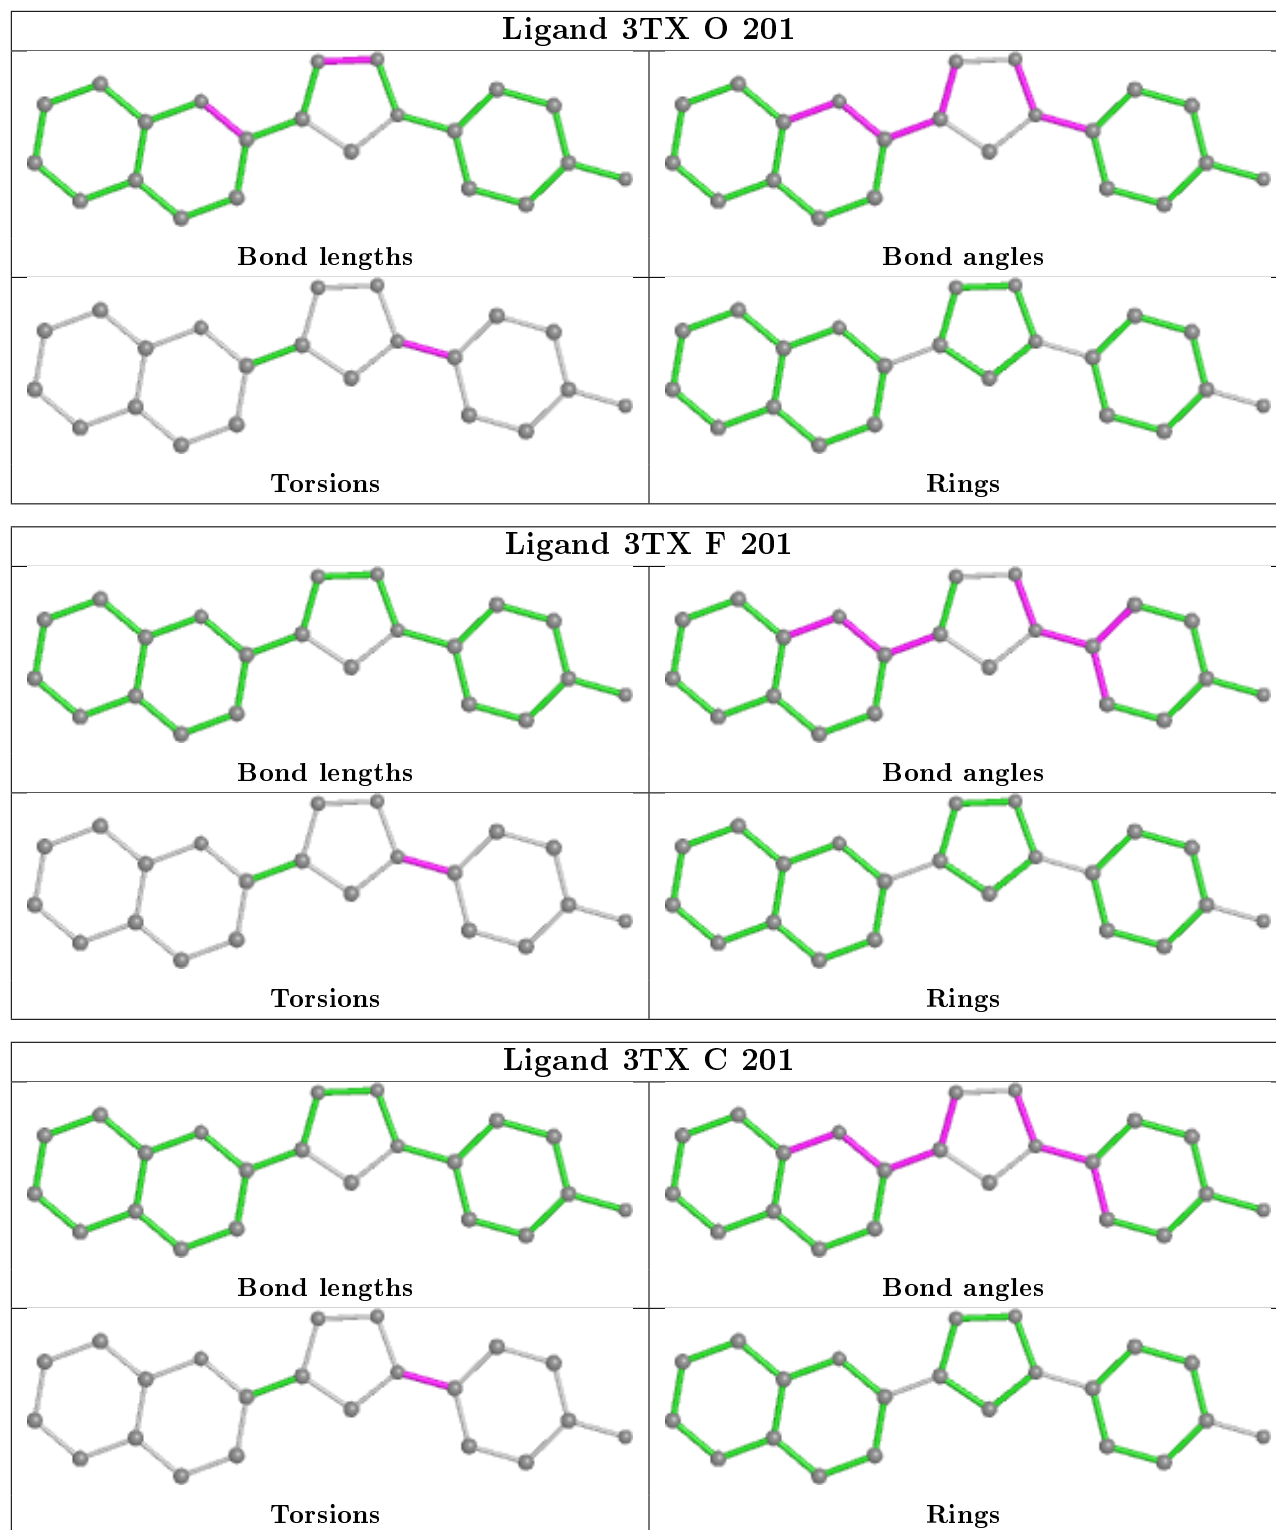 Ligand 3TX O 201
Bond lengths
Bond angles
Torsions
Rings
Ligand 3TX F 201
Bond lengths
Bond angles
Torsions
Rings
Ligand 3TX C 201
Bond lengths
Bond angles
Torsions
Rings